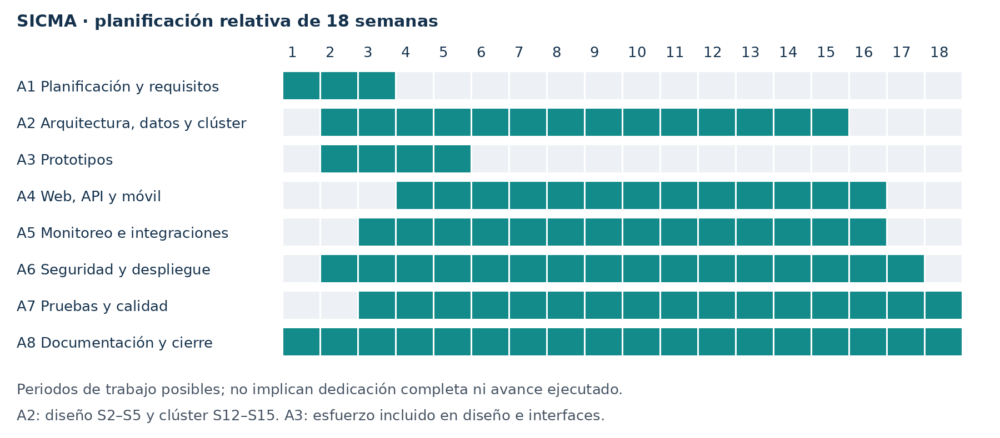 SICMA · planificación relativa de 18 semanas
1 2 3 4 5 6 7 8 9 10 11 12 13 14 15 16 17 18
A1 Planificación y requisitos
A2 Arquitectura, datos y clúster
A3 Prototipos
A4 Web, API y móvil
A5 Monitoreo e integraciones
A6 Seguridad y despliegue
A7 Pruebas y calidad
A8 Documentación y cierre
Periodos de trabajo posibles; no implican dedicación completa ni avance ejecutado.
A2: diseño S2–S5 y clúster S12–S15. A3: esfuerzo incluido en diseño e interfaces.